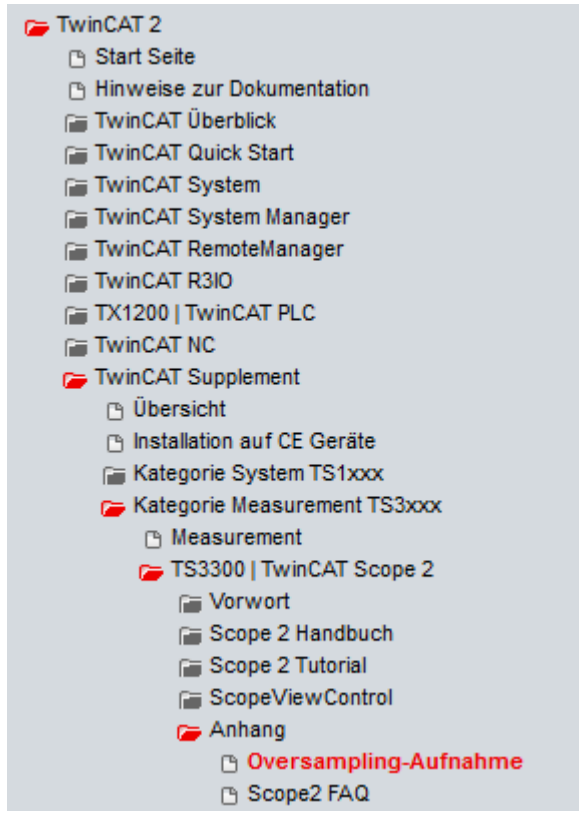 TwinCAT 2
Start Seite
Hinweise zur Dokumentation
TwinCAT Überblick
TwinCAT Quick Start
TwinCAT System
TwinCAT System Manager
TwinCAT RemoteManager
TwinCAT R3IO
TX1200 | TwinCAT PLC
TwinCAT NC
TwinCAT Supplement
Übersicht
Installation auf CE Geräte
Kategorie System TS1xxx
Kategorie Measurement TS3xxx
Measurement
TS3300 | TwinCAT Scope 2
Vorwort
Scope 2 Handbuch
Scope 2 Tutorial
ScopeViewControl
Anhang
Oversampling-Aufnahme
Scope2 FAQ